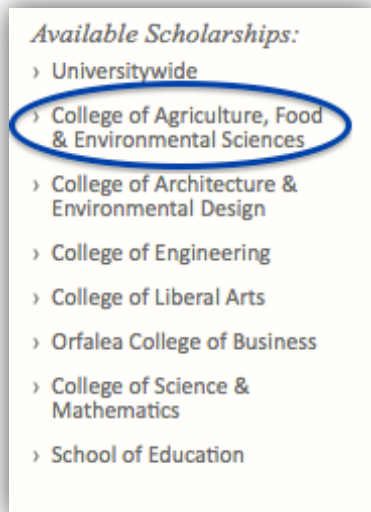 Available Scholarships:
› Universitywide
› College of Agriculture, Food
& Environmental Sciences
› College of Architecture &
Environmental Design
› College of Engineering
› College of Liberal Arts
› Orfalea College of Business
› College of Science &
Mathematics
› School of Education